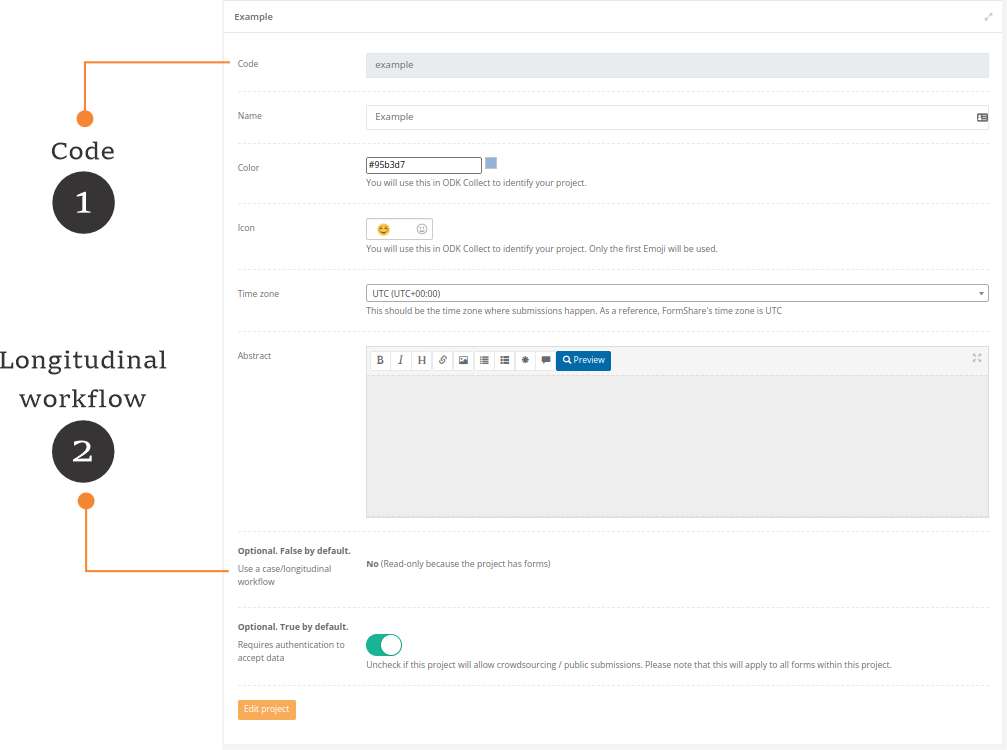 Example
Code
example
Name
Example
Color
#95b3d7
You will use this in ODK Collect to identify your project.
Icon
You will use this in ODK Collect to identify your project. Only the first Emoji will be used.
Time zone
UTC (UTC+00:00)
This should be the time zone where submissions happen. As a reference, FormShare's time zone is UTC
Abstract
B I H Preview
Optional. False by default.
Use a case/longitudinal
workflow
No (Read-only because the project has forms)
Optional. True by default.
Requires authentication to
accept data
Uncheck if this project will allow crowdsourcing / public submissions. Please note that this will apply to all forms within this project.
Edit project
Code
1
Longitudinal
workflow
2